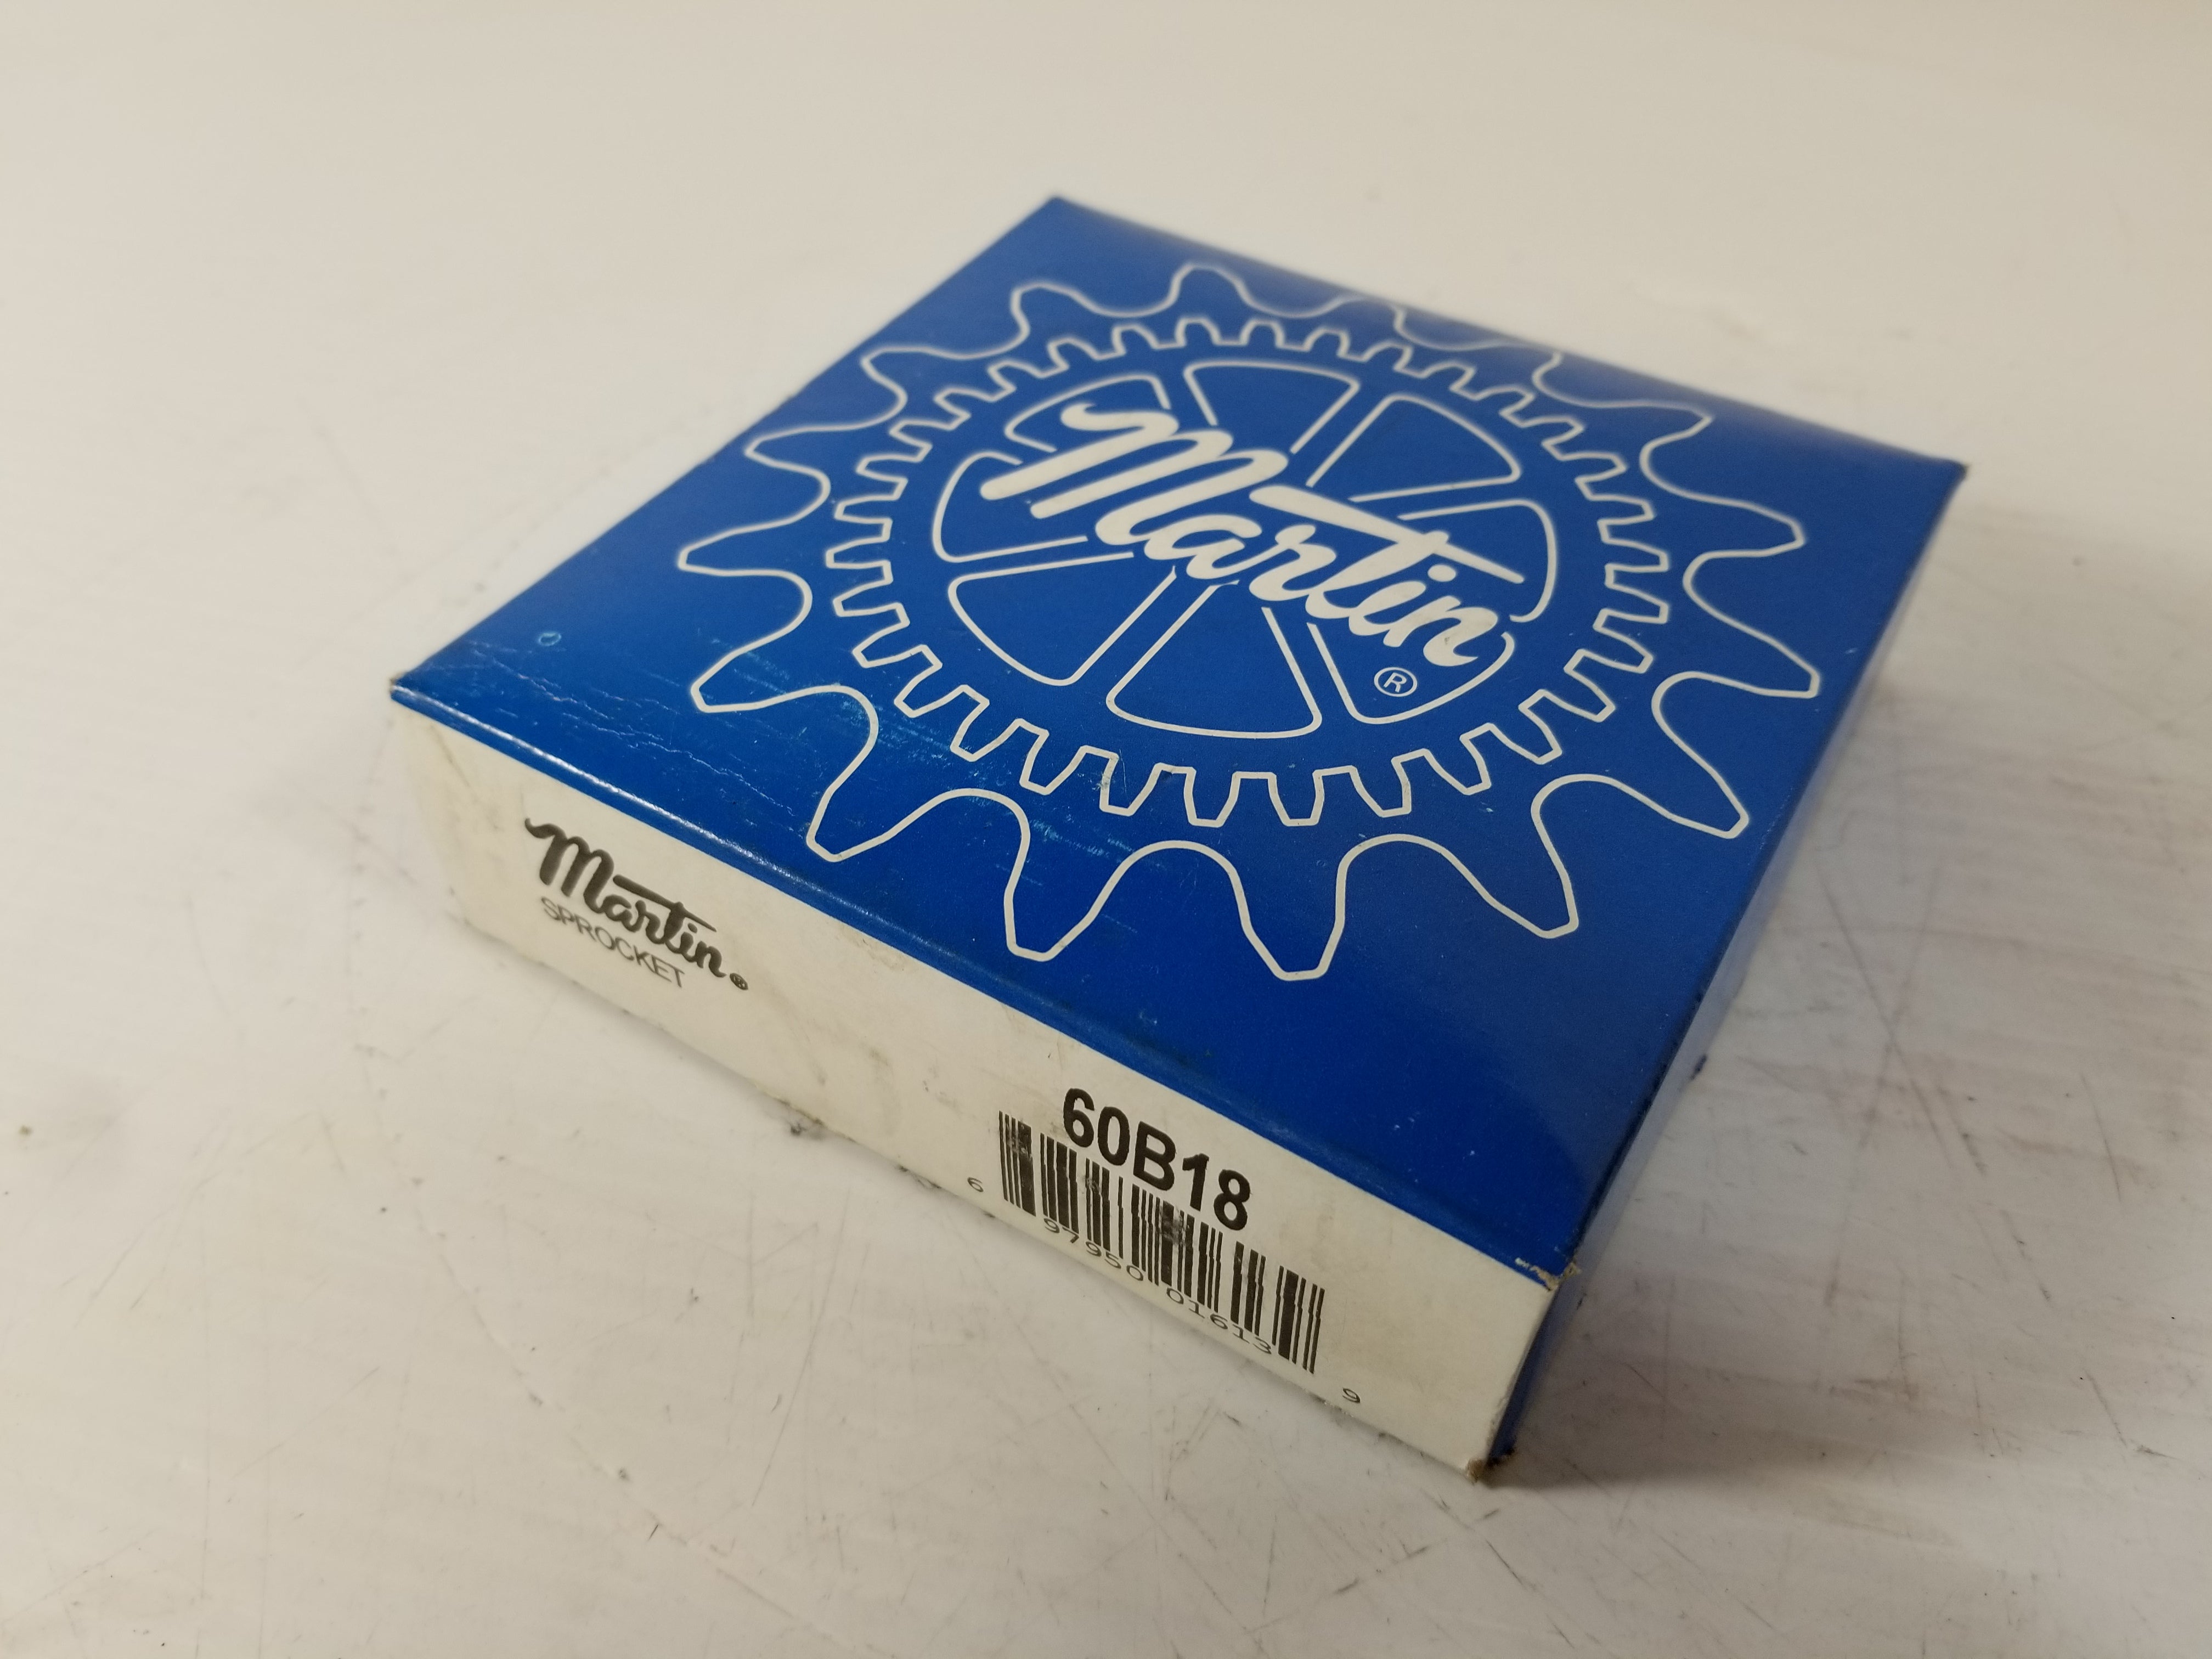 Martin®
Martin®
SPROCKET
60B18
6 97950 01613 9